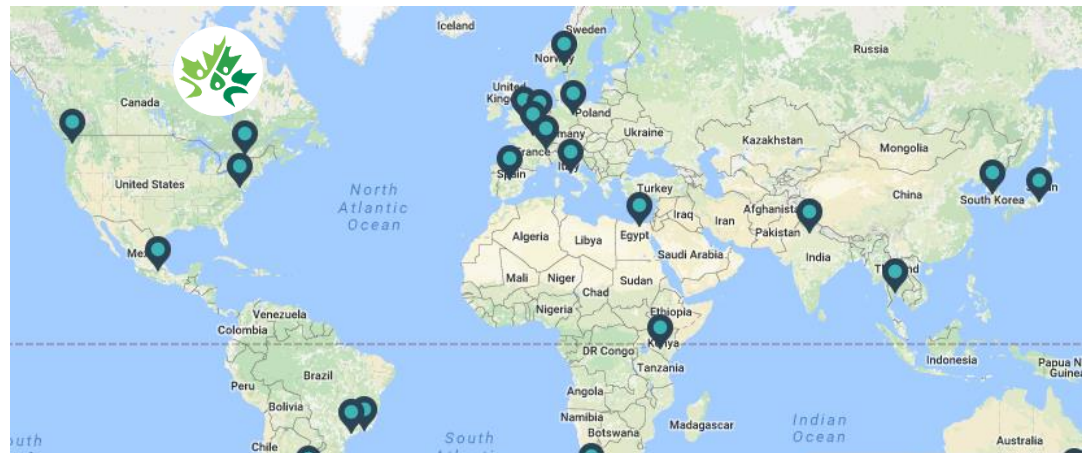 Iceland
Sweden
Norway
Russia
United
Kingdom
Canada
Poland
Germany
Ukraine
Kazakhstan
Mongolia
France
Italy
Spain
United States
North
Atlantic
Ocean
Turkey
China
South Korea
Afghanistan
Iraq
Iran
Pakistan
Algeria
Libya
Egypt
Saudi Arabia
India
Mali
Niger
Sudan
Chad
Thailand
Nigeria
Ethiopia
Venezuela
Colombia
Kenya
DR Congo
Tanzania
Indonesia
Papua N
Guinea
Brazil
Peru
Angola
Bolivia
Namibia
Botswana
Madagascar
Indian
Ocean
Chile
South
Australia